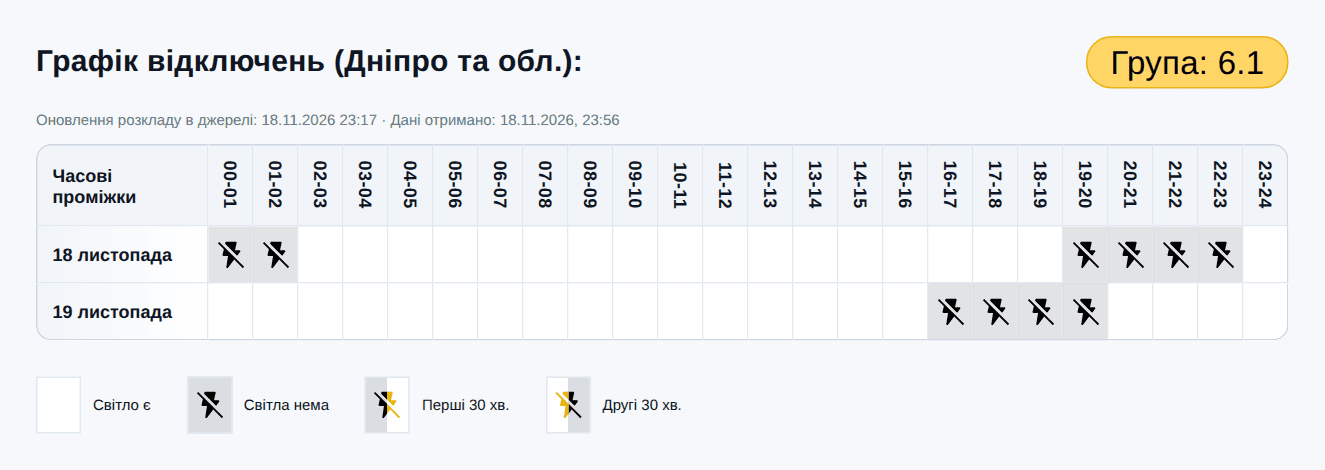 Графік відключень (Дніпро та обл.):
Група: 6.1
Оновлення розкладу в джерелі: 18.11.2026 23:17 · Дані отримано: 18.11.2026, 23:56
Часові
проміжки
00-01 01-02 02-03 03-04 04-05 05-06 06-07 07-08 08-09 09-10 10-11 11-12 12-13 13-14 14-15 15-16 16-17 17-18 18-19 19-20 20-21 21-22 22-23 23-24
18 листопада
19 листопада
Світло є Світла нема Перші 30 хв. Другі 30 хв.